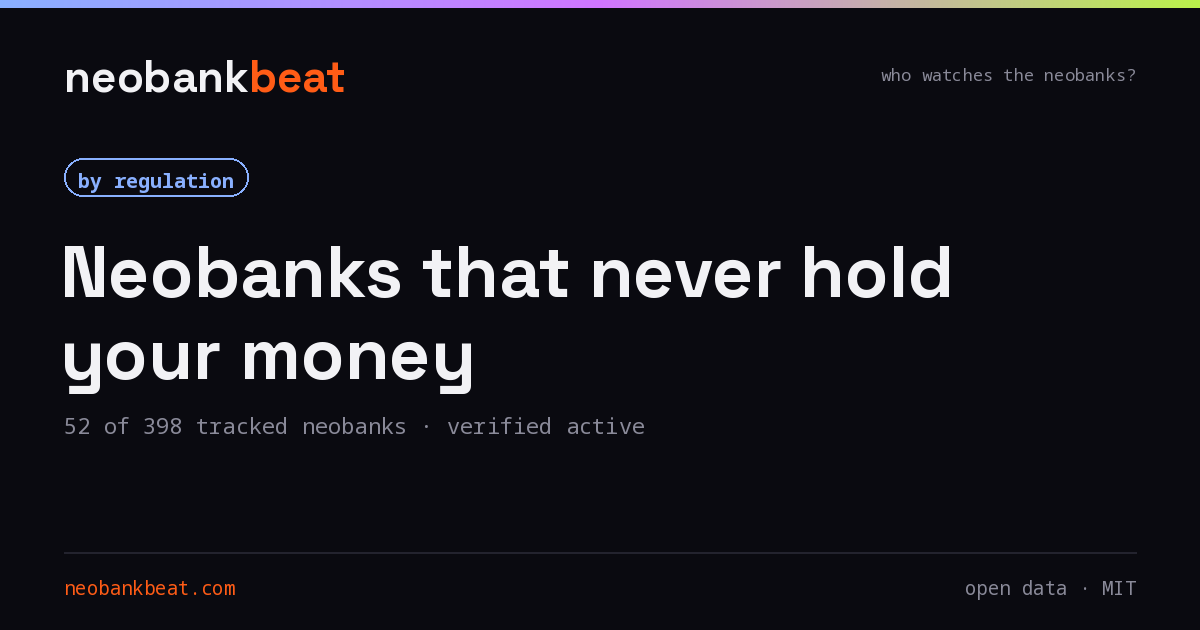 neobankbeat
who watches the neobanks?
by regulation
Neobanks that never hold
your money
52 of 398 tracked neobanks · verified active
neobankbeat.com
open data · MIT